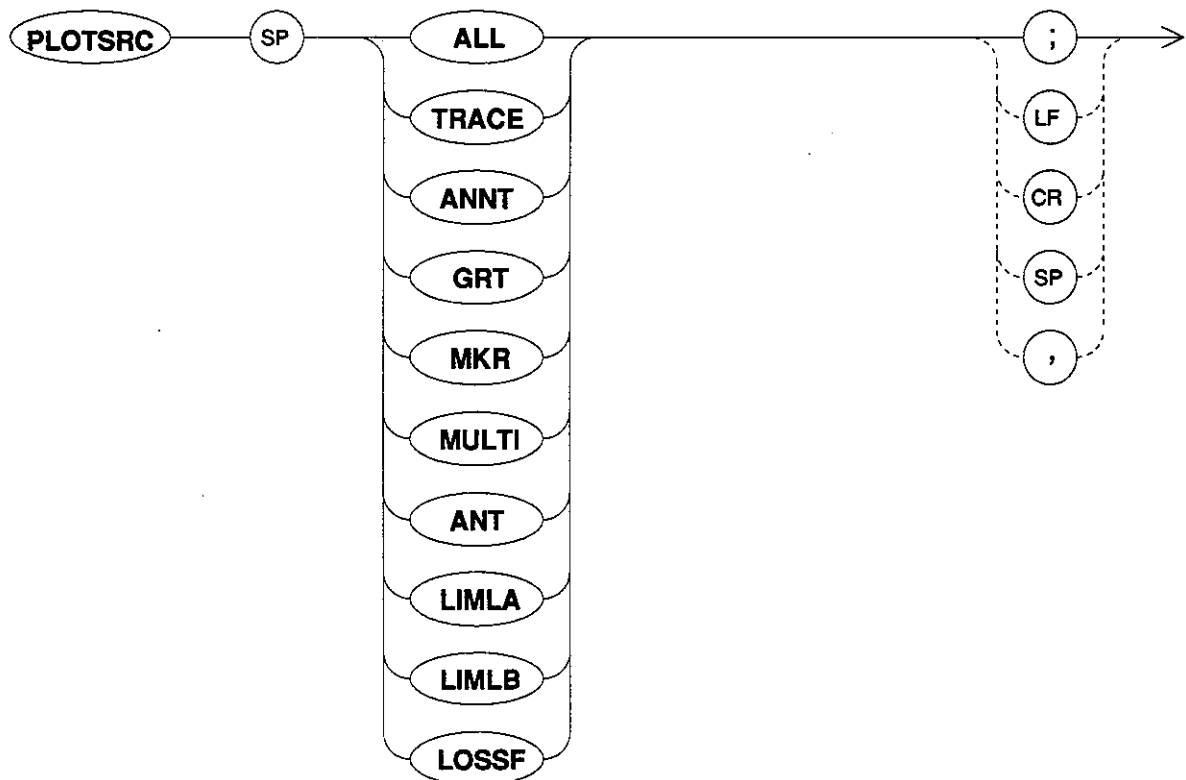 PLOTSRC SP ALL ;
TRACE LF
ANNT CR
GRT SP
MKR ,
MULTI
ANT
LIMLA
LIMLB
LOSSF